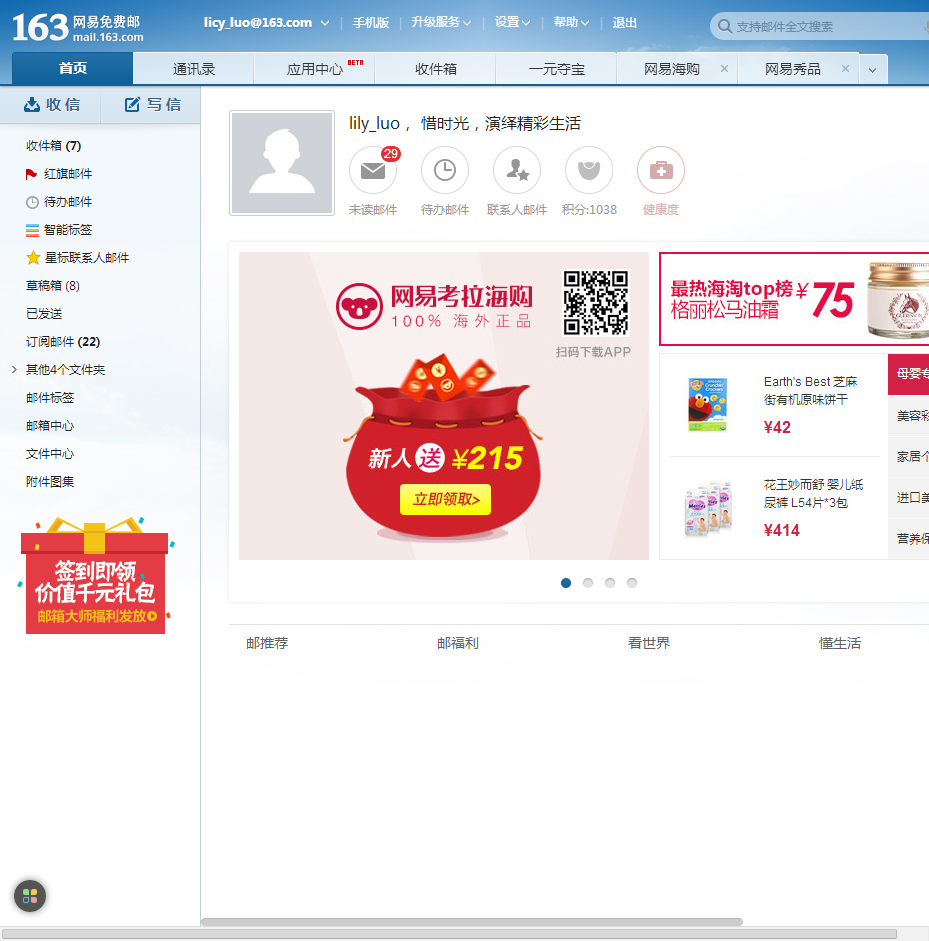 163 网易免费邮
mail.163.com
licy_luo@163.com
手机版
升级服务
设置
帮助
退出
支持邮件全文搜索
首页
通讯录
应用中心 BETA
收件箱
一元夺宝
网易海购 ×
网易秀品 ×
收信
写信
收件箱 (7)
红旗邮件
待办邮件
智能标签
星标联系人邮件
草稿箱 (8)
已发送
订阅邮件 (22)
其他4个文件夹
邮件标签
邮箱中心
文件中心
附件图集
签到即领
价值千元礼包
邮箱大师福利发放
lily_luo ， 惜时光，演绎精彩生活
29
未读邮件
待办邮件
联系人邮件
积分:1038
健康度
网易考拉海购
100% 海外正品
扫码下载APP
新人送 ¥215
立即领取>
最热海淘top榜
格丽松马油霜
¥75
Earth's Best 芝麻
街有机原味饼干
¥42
花王妙而舒 婴儿纸
尿裤 L54片*3包
¥414
母婴专
美容彩
家居个
进口美
营养保
邮推荐
邮福利
看世界
懂生活